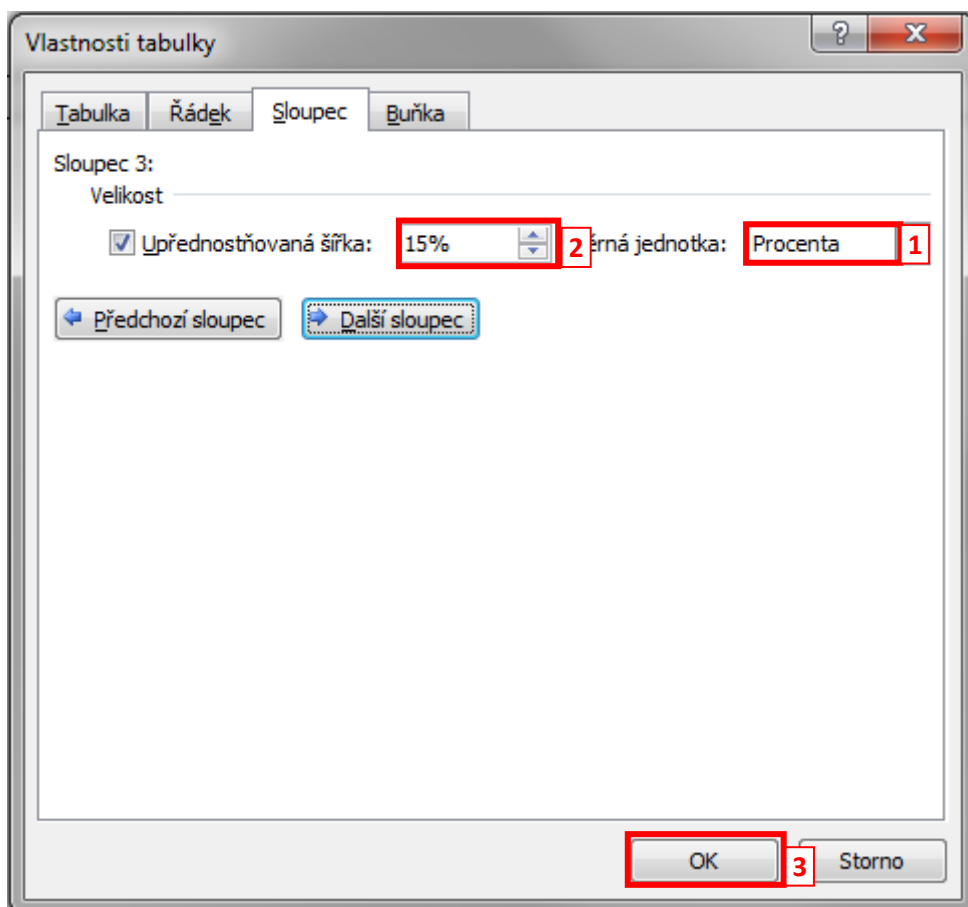 Vlastnosti tabulky
Tabulka Řádek Sloupec Buňka
Sloupec 3:
Velikost
Upřednostňovaná šířka: 15% 2 ěrná jednotka: Procenta 1
Předchozí sloupec Další sloupec
OK 3 Storno